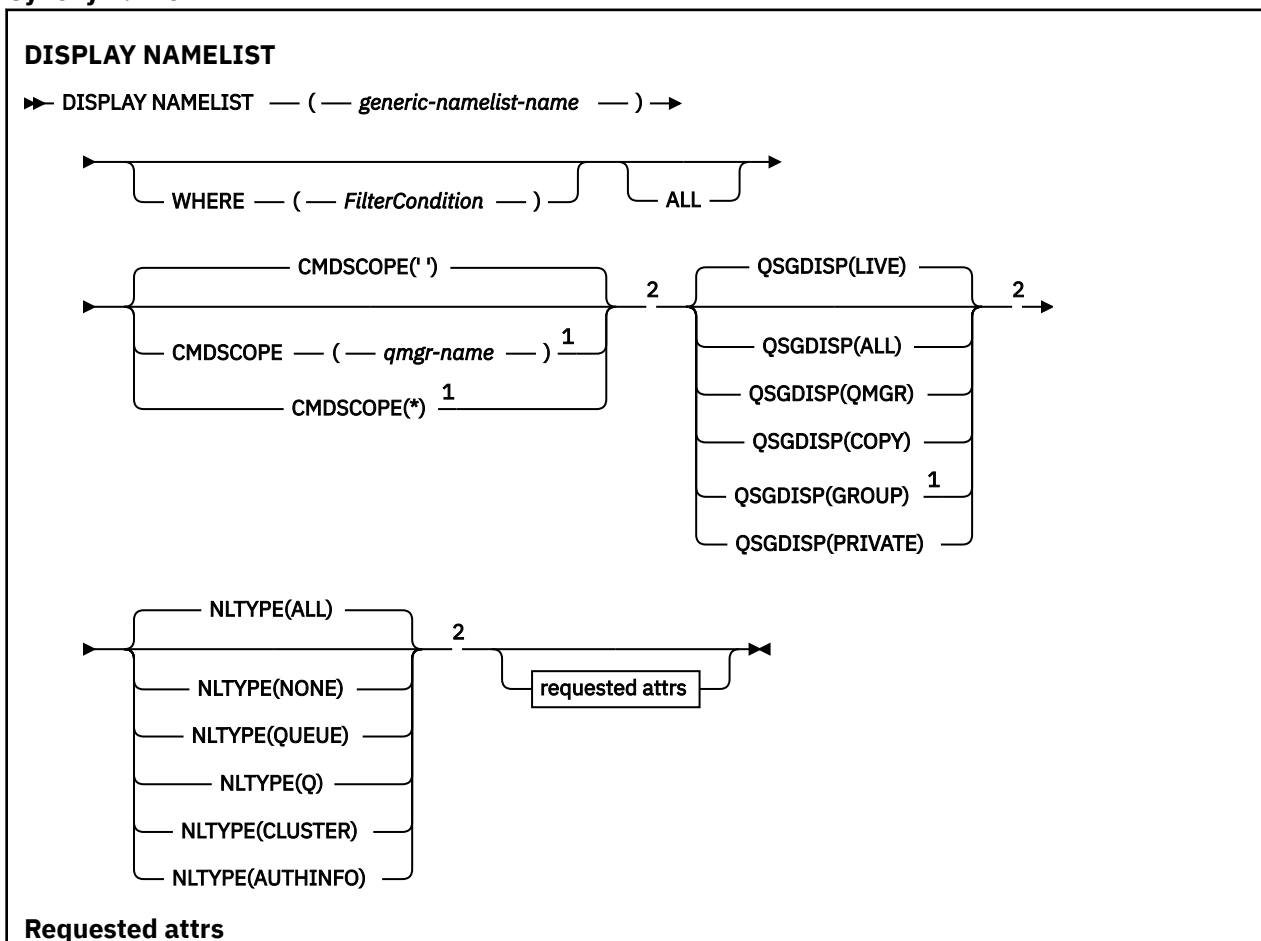 DISPLAY NAMELIST
DISPLAY NAMELIST ( generic-namelist-name )
WHERE ( FilterCondition ) ALL
CMDSCOPE(' ')
2
CMDSCOPE ( qmgr-name ) 1
CMDSCOPE(*) 1
QSGDISP(LIVE)
2
QSGDISP(ALL)
QSGDISP(QMGR)
QSGDISP(COPY)
QSGDISP(GROUP) 1
QSGDISP(PRIVATE)
NLTYPE(ALL)
2
NLTYPE(NONE)
NLTYPE(QUEUE)
NLTYPE(Q)
NLTYPE(CLUSTER)
NLTYPE(AUTHINFO)
requested attrs
Requested attrs